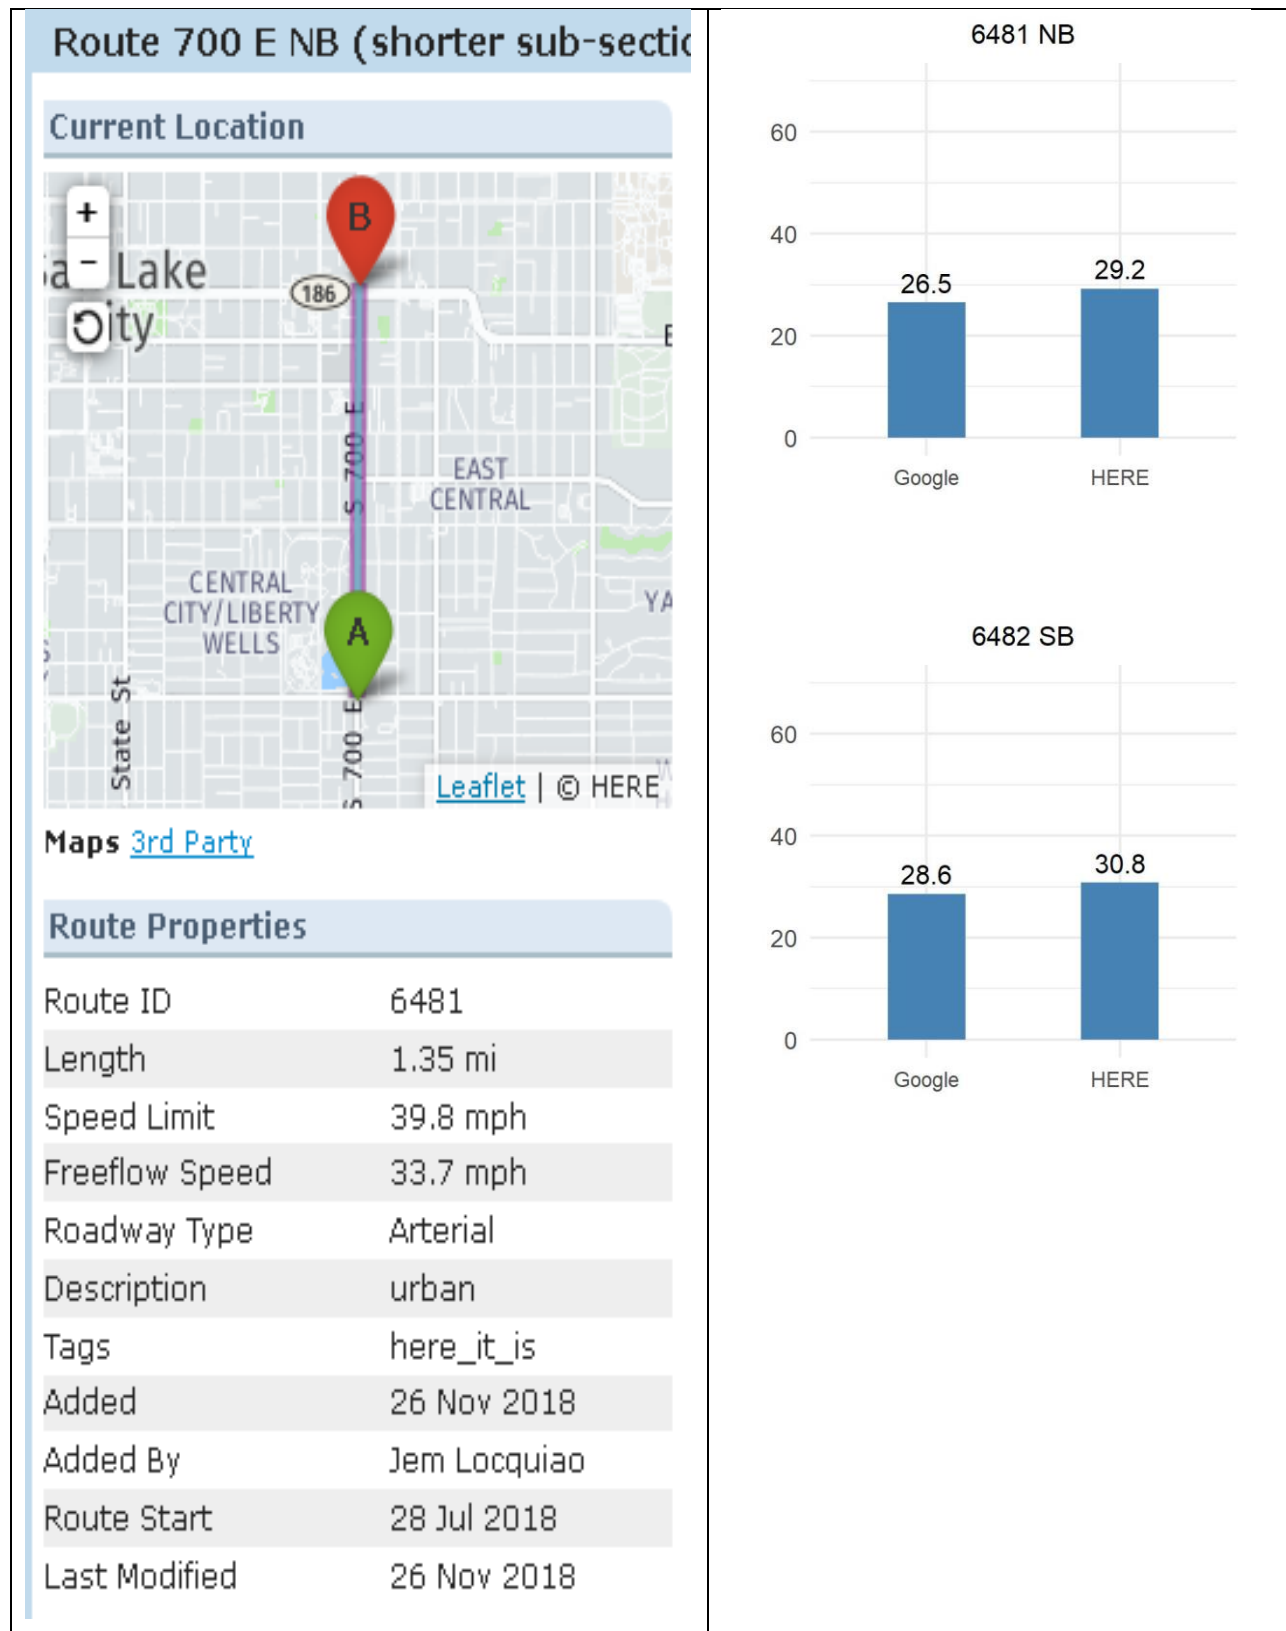 Route 700 E NB (shorter sub-sectio
Current Location
+
−
Lake
ity
B
186
S 700 E
EAST
CENTRAL
CENTRAL
CITY/LIBERTY
WELLS
YA
A
State St
S 700 E
Leaflet | © HERE
Maps 3rd Party
Route Properties
Route ID 6481
Length 1.35 mi
Speed Limit 39.8 mph
Freeflow Speed 33.7 mph
Roadway Type Arterial
Description urban
Tags here_it_is
Added 26 Nov 2018
Added By Jem Locquiao
Route Start 28 Jul 2018
Last Modified 26 Nov 2018
6481 NB
60
40
20
0
26.5
29.2
Google
HERE
6482 SB
60
40
20
0
28.6
30.8
Google
HERE